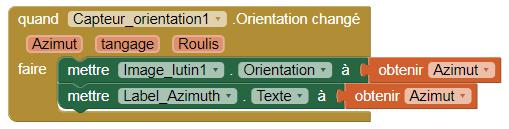 quand Capteur_orientation1 .Orientation changé
Azimut tangage Roulis
faire mettre Image_lutin1 . Orientation à obtenir Azimut
mettre Label_Azimuth . Texte à obtenir Azimut